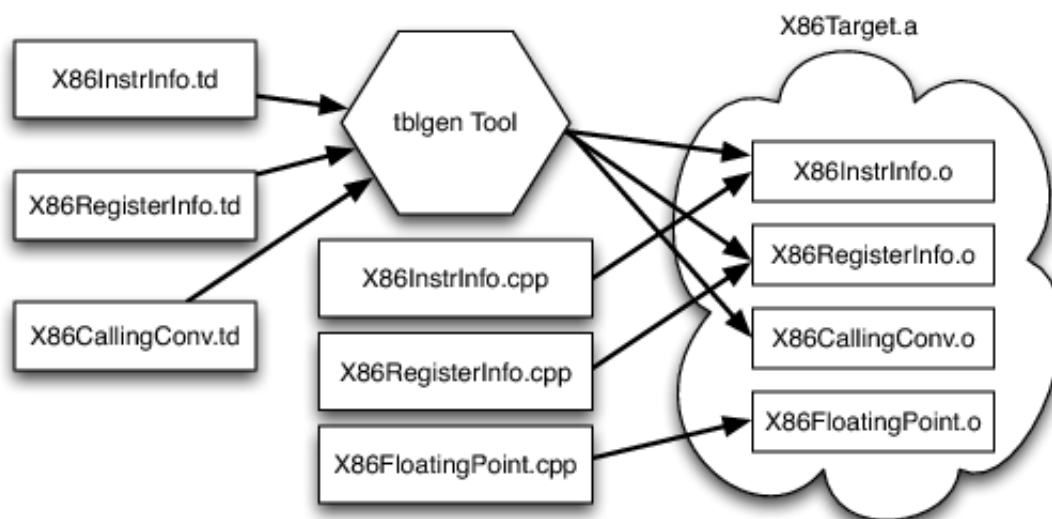 X86Target.a
X86InstrInfo.td
tblgen Tool
X86RegisterInfo.td
X86CallingConv.td
X86InstrInfo.cpp
X86RegisterInfo.cpp
X86FloatingPoint.cpp
X86InstrInfo.o
X86RegisterInfo.o
X86CallingConv.o
X86FloatingPoint.o